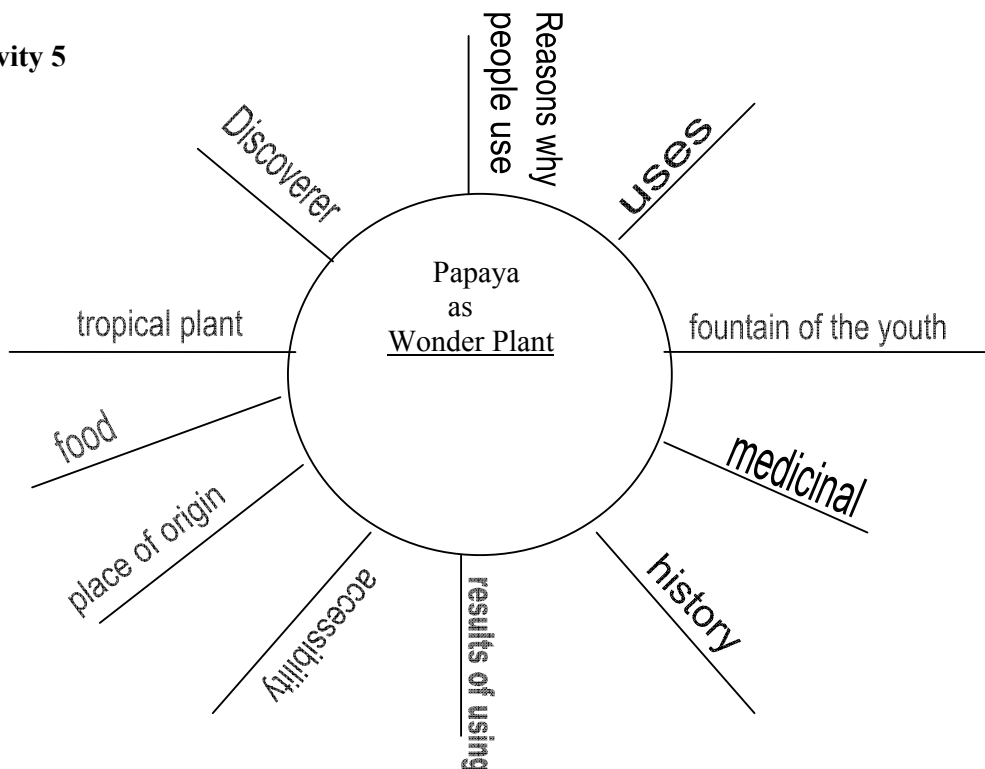 vity 5
Reasons why
people use
Discoverer
uses
Papaya
as
Wonder Plant
tropical plant
fountain of the youth
food
medicinal
place of origin
history
accessibility
results of using